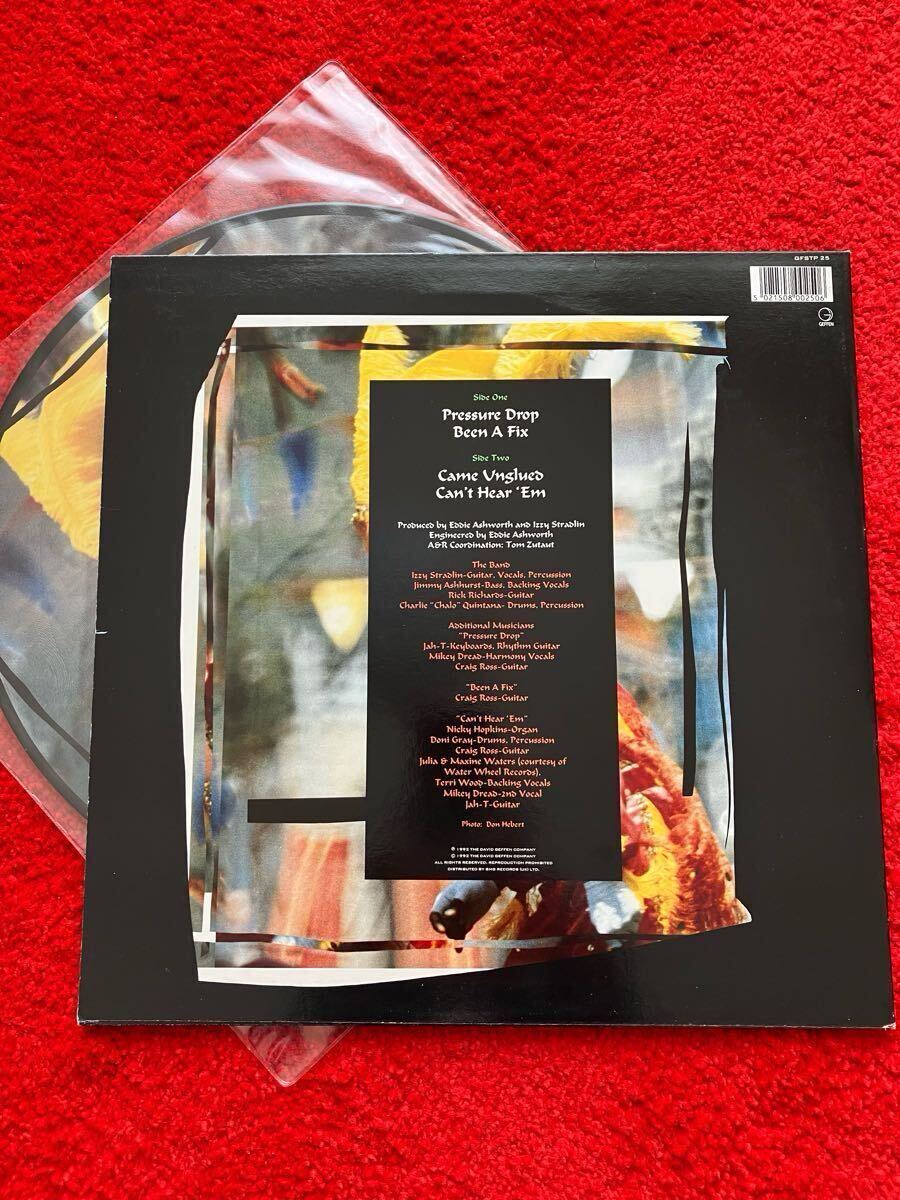 GFSTP 25
5 021508 002506
GEFFEN
Side One
Pressure Drop
Been A Fix
Side Two
Came Unglued
Can't Hear 'Em
Produced by Eddie Ashworth and Izzy Stradlin
Engineered by Eddie Ashworth
A&R Coordination: Tom Zutaut
The Band
Izzy Stradlin-Guitar, Vocals, Percussion
Jimmy Ashhurst-Bass, Backing Vocals
Rick Richards-Guitar
Charlie "Chalo" Quintana- Drums, Percussion
Additional Musicians
"Pressure Drop"
Jah-T-Keyboards, Rhythm Guitar
Mikey Dread-Harmony Vocals
Craig Ross-Guitar
"Been A Fix"
Craig Ross-Guitar
"Can't Hear 'Em"
Nicky Hopkins-Organ
Doni Gray-Drums, Percussion
Craig Ross-Guitar
Julia & Maxine Waters (courtesy of
Water Wheel Records),
Terri Wood-Backing Vocals
Mikey Dread-2nd Vocal
Jah-T-Guitar
Photo: Don Hebert
℗ 1992 THE DAVID GEFFEN COMPANY
© 1992 THE DAVID GEFFEN COMPANY
ALL RIGHTS RESERVED. REPRODUCTION PROHIBITED
DISTRIBUTED BY BMG RECORDS (UK) LTD.